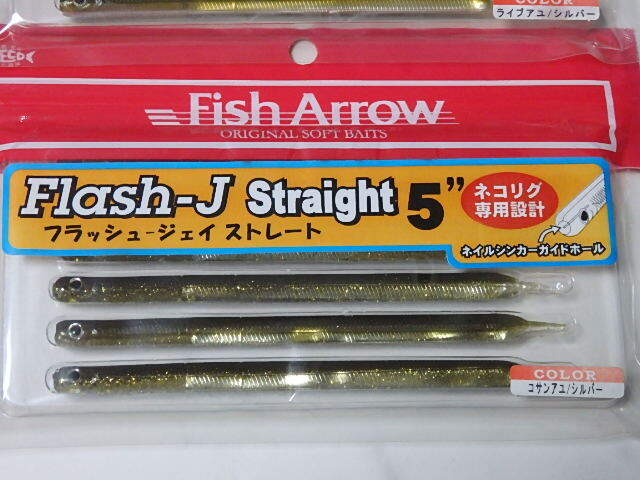 COLOR
ライブアユ/シルバー
Fish Arrow
ORIGINAL SOFT BAITS
Flash-J Straight 5”
フラッシュ-ジェイ ストレート
ネコリグ
専用設計
ネイルシンカーガイドホール
COLOR
コサンアユ/シルバー